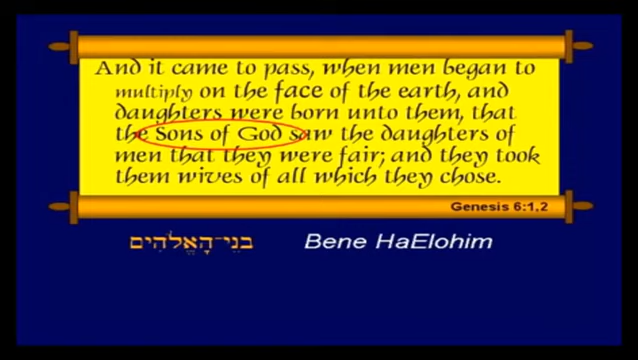 And it came to pass, when men began to
multiply on the face of the earth, and
daughters were born unto them, that
the Sons of God saw the daughters of
men that they were fair; and they took
them wives of all which they chose.
Genesis 6:1,2
בְּנֵי־הָאֱלֹהִים Bene HaElohim